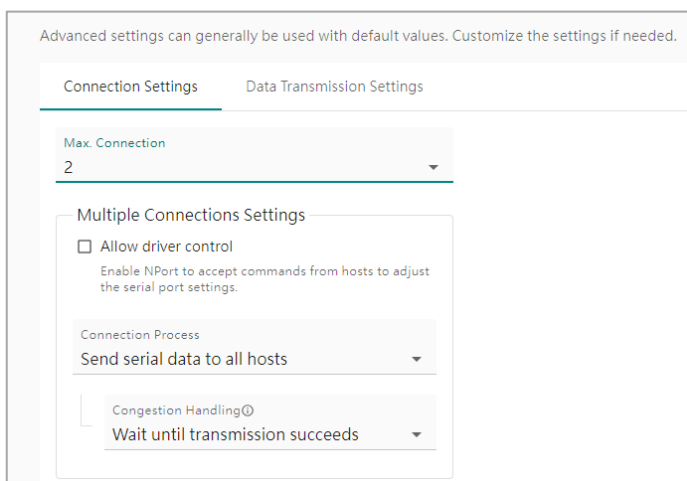 Advanced settings can generally be used with default values. Customize the settings if needed.
Connection Settings
Data Transmission Settings
Max. Connection
2
Multiple Connections Settings
Allow driver control
Enable NPort to accept commands from hosts to adjust
the serial port settings.
Connection Process
Send serial data to all hosts
Congestion Handling
Wait until transmission succeeds